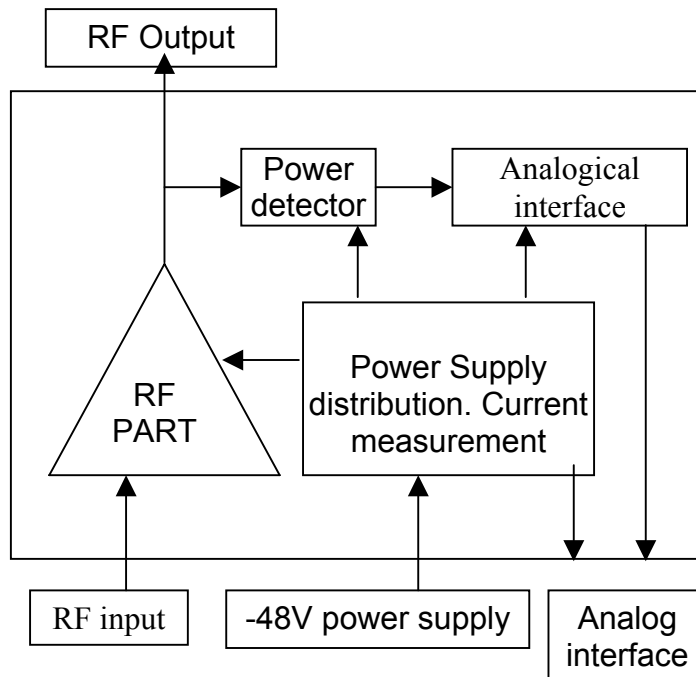 RF Output
Power
detector
Analogical
interface
Power Supply
distribution. Current
measurement
RF
PART
RF input
-48V power supply
Analog
interface